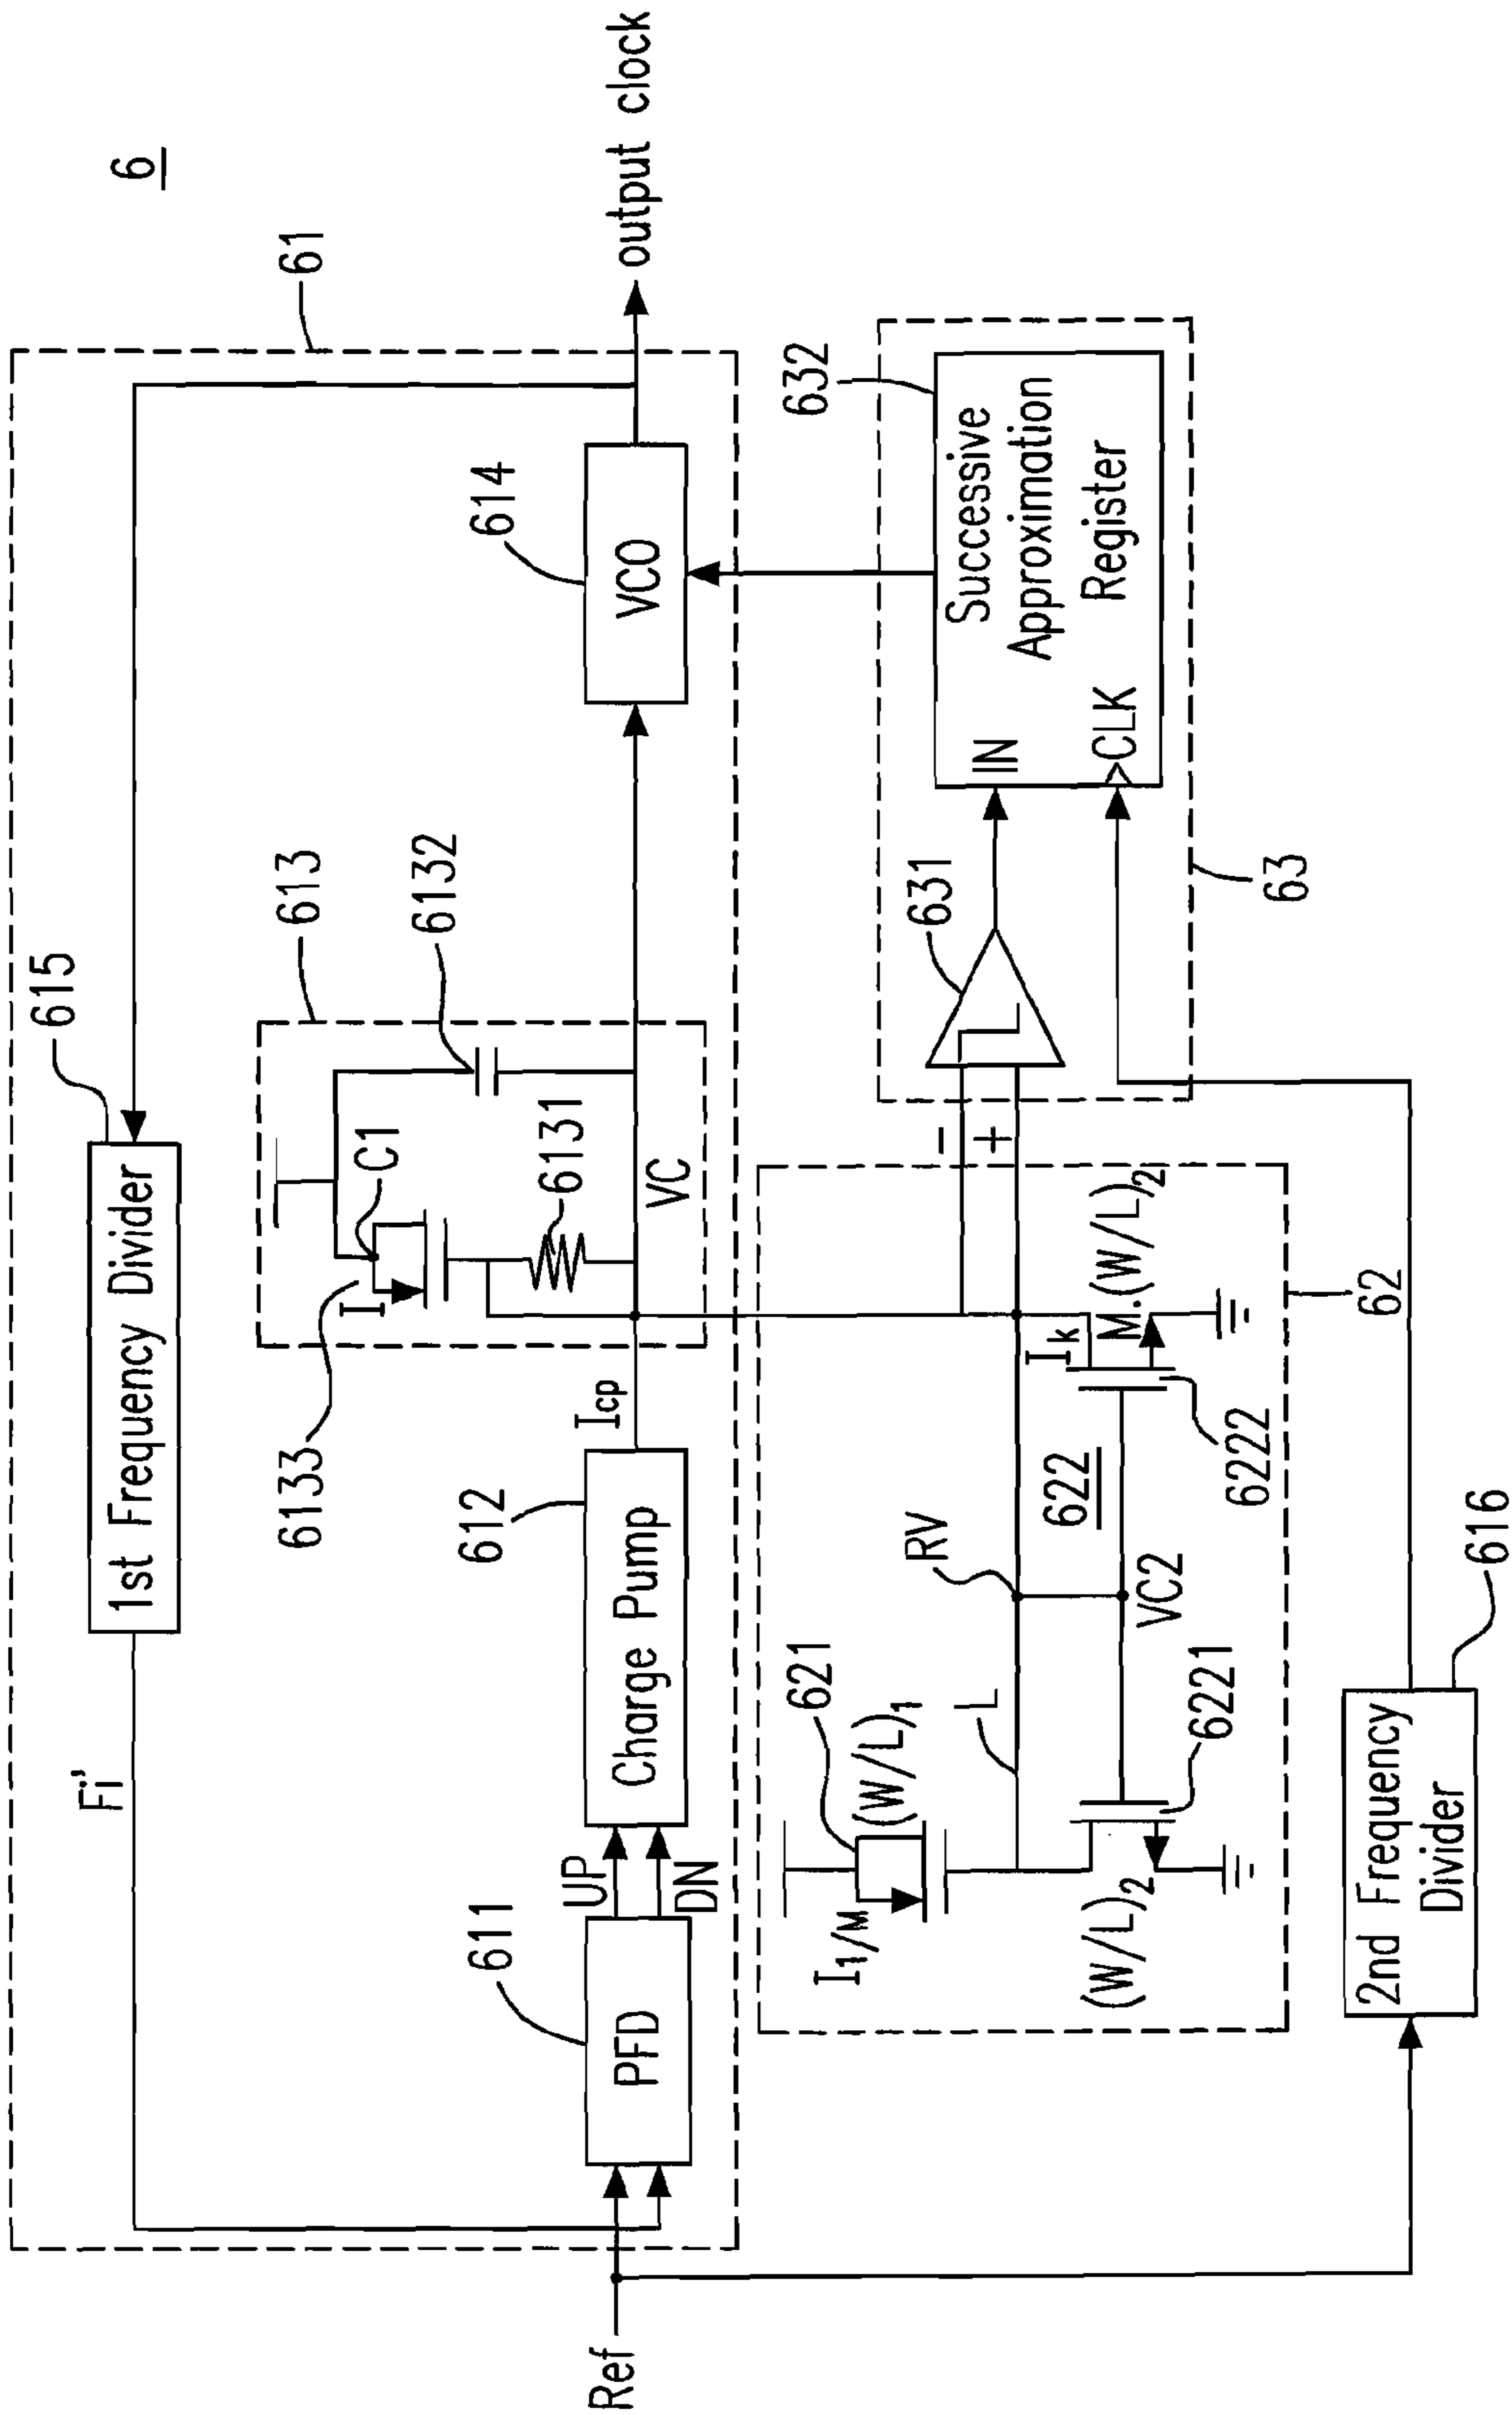 6
61
615
1st Frequency Divider
Fi'
613
6132
C1
6133
I
6131
VC
611
PFD
UP
DN
612
Charge Pump
Icp
614
VCO
output clock
Ref
62
621
I1/M
(W/L)1
L
RV
622
VC2
(W/L)2
6221
6222
Ik
M.(W/L)2
-
+
63
631
632
IN
CLK
Successive
Approximation
Register
2nd Frequency
Divider
616